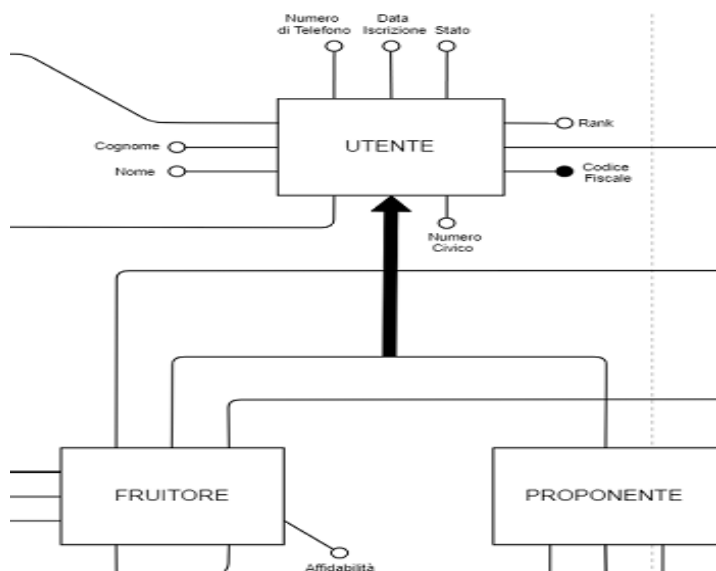 Numero
di Telefono
Data
Iscrizione
Stato
UTENTE
Rank
Cognome
Nome
Codice
Fiscale
Numero
Civico
FRUITORE
PROPONENTE
Affidabilità